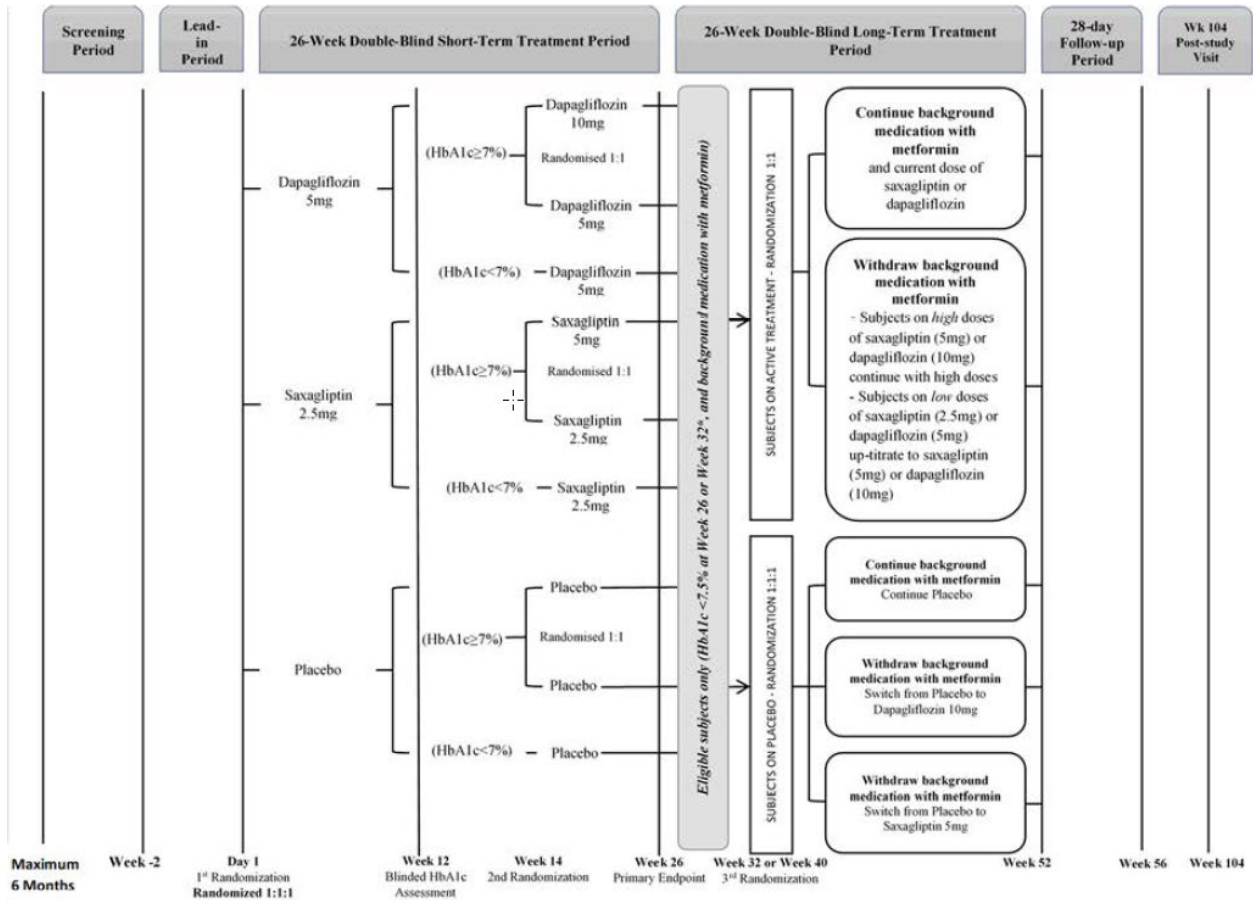 Screening
Period
Lead-
in
Period
26-Week Double-Blind Short-Term Treatment Period
26-Week Double-Blind Long-Term Treatment
Period
28-day
Follow-up
Period
Wk 104
Post-study
Visit
Dapagliflozin
5mg
(HbA1c≥7%)
Dapagliflozin
10mg
Randomised 1:1
Dapagliflozin
5mg
(HbA1c<7%)
Dapagliflozin
5mg
Saxagliptin
2.5mg
(HbA1c≥7%)
Saxagliptin
5mg
Randomised 1:1
Saxagliptin
2.5mg
(HbA1c<7%
Saxagliptin
2.5mg
Placebo
(HbA1c≥7%)
Placebo
Randomised 1:1
Placebo
(HbA1c<7%)
Placebo
Eligible subjects only (HbA1c <7.5% at Week 26 or Week 32*, and background medication with metformin)
SUBJECTS ON ACTIVE TREATMENT - RANDOMIZATION 1:1
SUBJECTS ON PLACEBO - RANDOMIZATION 1:1:1
Continue background
medication with
metformin
and current dose of
saxagliptin or
dapagliflozin
Withdraw background
medication with
metformin
- Subjects on high doses
of saxagliptin (5mg) or
dapagliflozin (10mg)
continue with high doses
- Subjects on low doses
of saxagliptin (2.5mg) or
dapagliflozin (5mg)
up-titrate to saxagliptin
(5mg) or dapagliflozin
(10mg)
Continue background
medication with metformin
Continue Placebo
Withdraw background
medication with metformin
Switch from Placebo to
Dapagliflozin 10mg
Withdraw background
medication with metformin
Switch from Placebo to
Saxagliptin 5mg
Maximum
6 Months
Week -2
Day 1
1st Randomization
Randomized 1:1:1
Week 12
Blinded HbA1c
Assessment
Week 14
2nd Randomization
Week 26
Primary Endpoint
Week 32 or Week 40
3rd Randomization
Week 52
Week 56
Week 104